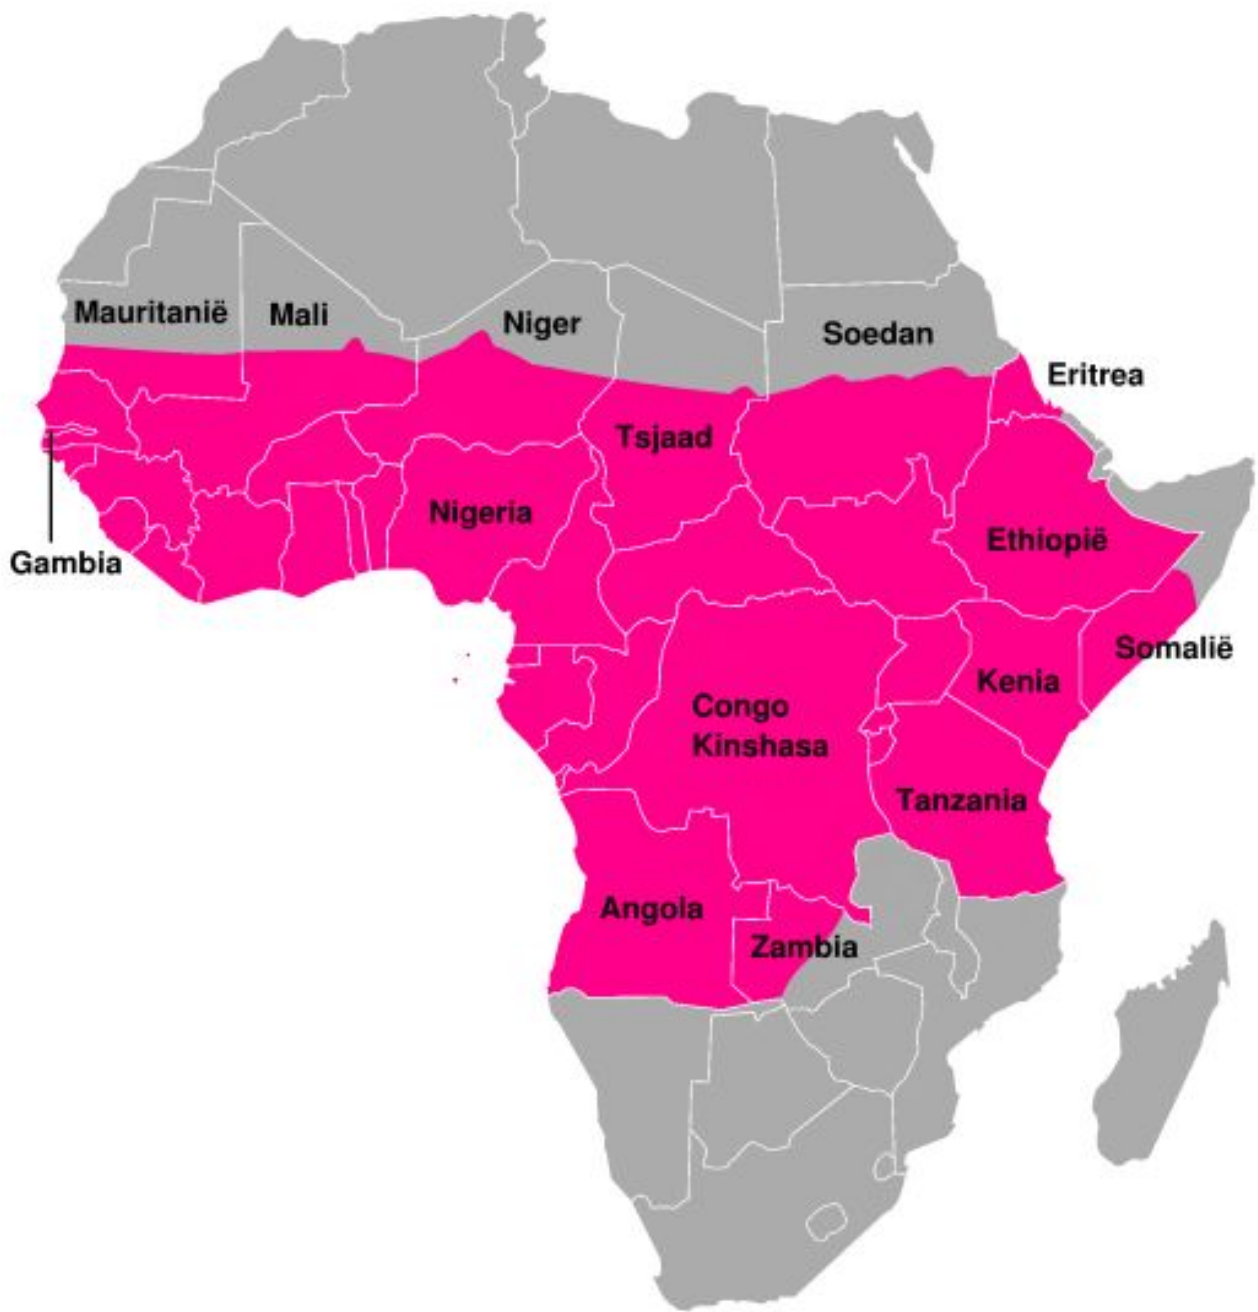 Mauritanië
Mali
Niger
Soedan
Eritrea
Tsjaad
Nigeria
Ethiopië
Gambia
Somalië
Kenia
Congo
Kinshasa
Tanzania
Angola
Zambia